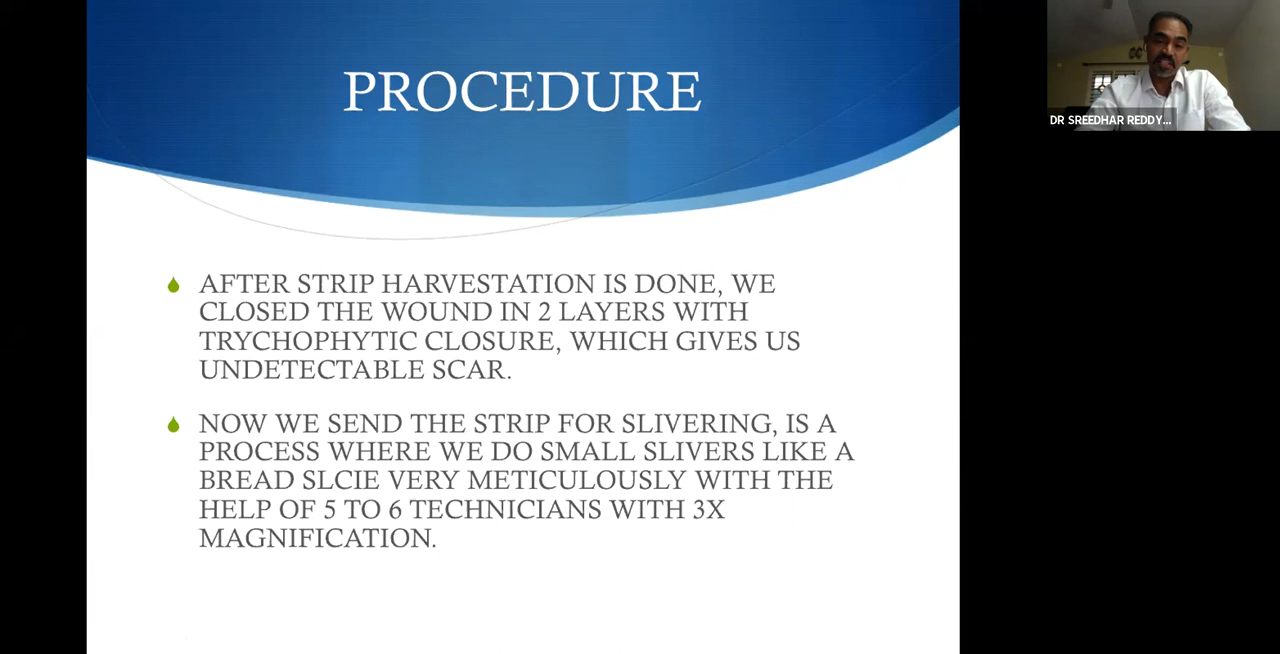 PROCEDURE
AFTER STRIP HARVESTATION IS DONE, WE
CLOSED THE WOUND IN 2 LAYERS WITH
TRYCHOPHYTIC CLOSURE, WHICH GIVES US
UNDETECTABLE SCAR.
NOW WE SEND THE STRIP FOR SLIVERING, IS A
PROCESS WHERE WE DO SMALL SLIVERS LIKE A
BREAD SLCIE VERY METICULOUSLY WITH THE
HELP OF 5 TO 6 TECHNICIANS WITH 3X
MAGNIFICATION.
DR SREEDHAR REDDY...